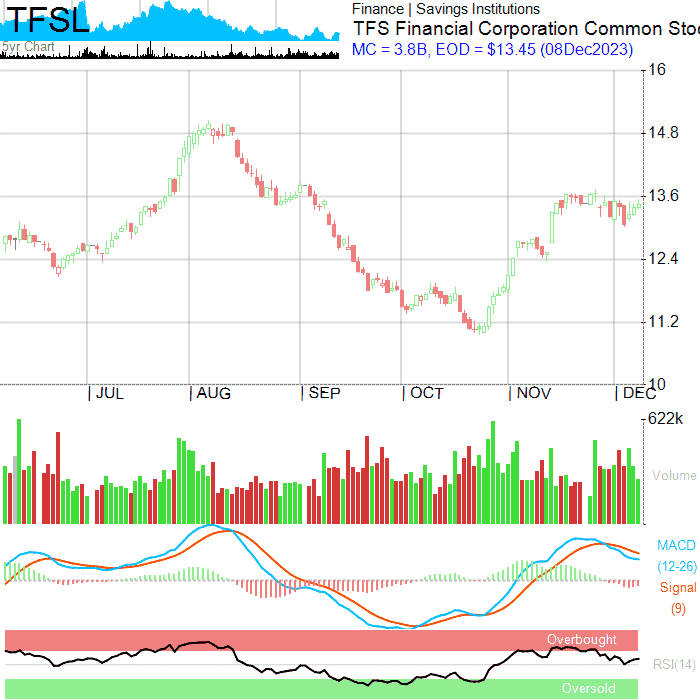 TFSL
5yr Chart
Finance | Savings Institutions
TFS Financial Corporation Common Stoc
MC = 3.8B, EOD = $13.45 (08Dec2023)
16
14.8
13.6
12.4
11.2
10
JUL AUG SEP OCT NOV DEC
622k
Volume
MACD
(12-26)
Signal
(9)
Overbought
RSI(14)
Oversold